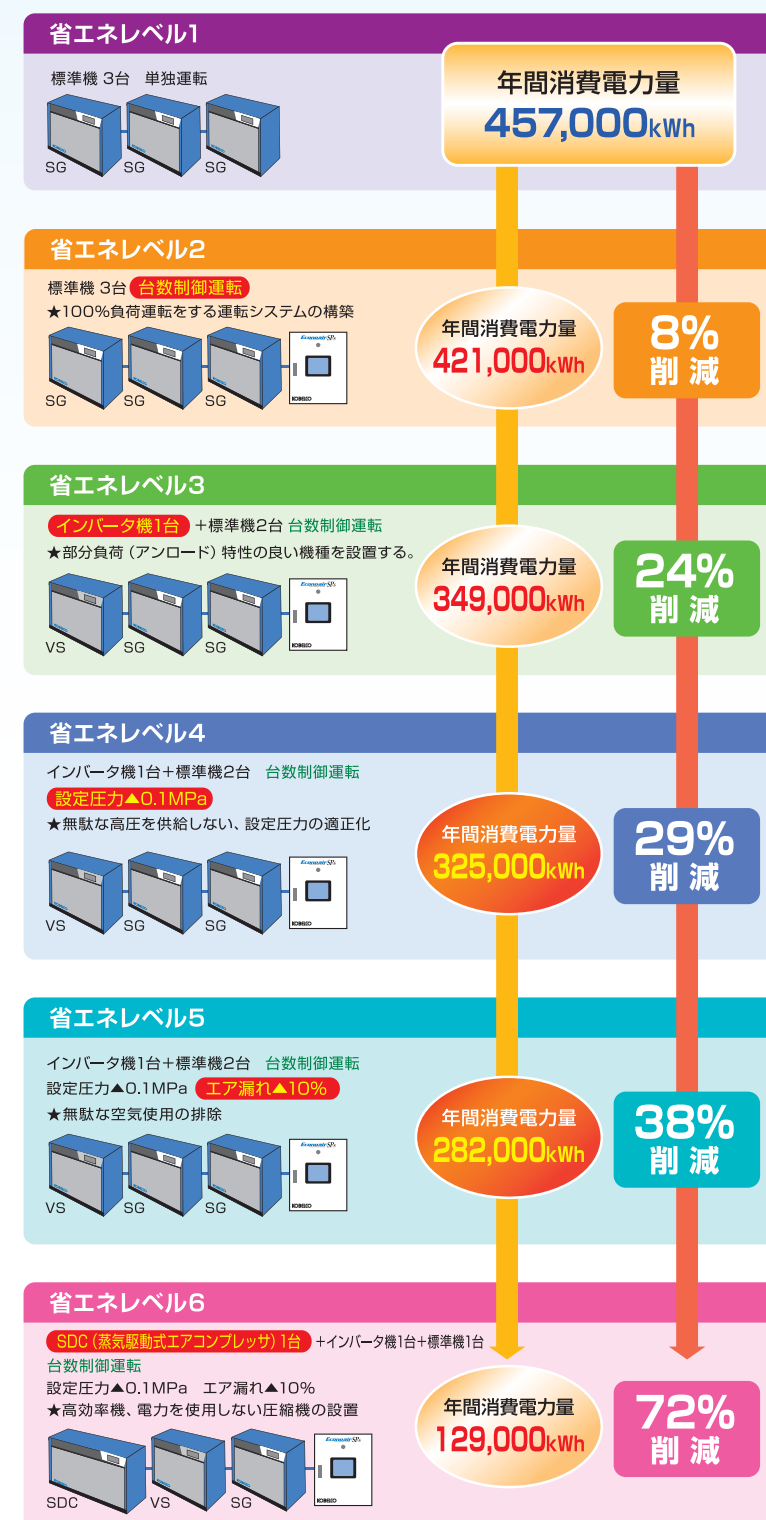 省エネレベル1
標準機 3台　単独運転
SG SG SG
年間消費電力量
457,000kWh
省エネレベル2
標準機 3台 台数制御運転
★100%負荷運転をする運転システムの構築
Econoair SPx
KOBELCO
SG SG SG
年間消費電力量
421,000kWh
8%
削 減
省エネレベル3
インバータ機1台 +標準機2台 台数制御運転
★部分負荷（アンロード）特性の良い機種を設置する。
KOBELCO
VS SG SG
年間消費電力量
349,000kWh
24%
削 減
省エネレベル4
インバータ機1台+標準機2台　台数制御運転
設定圧力▲0.1MPa
★無駄な高圧を供給しない、設定圧力の適正化
KOBELCO
VS SG SG
年間消費電力量
325,000kWh
29%
削 減
省エネレベル5
インバータ機1台+標準機2台　台数制御運転
設定圧力▲0.1MPa エア漏れ▲10%
★無駄な空気使用の排除
KOBELCO
VS SG SG
年間消費電力量
282,000kWh
38%
削 減
省エネレベル6
SDC（蒸気駆動式エアコンプレッサ）1台 +インバータ機1台+標準機1台
台数制御運転
設定圧力▲0.1MPa　エア漏れ▲10%
★高効率機、電力を使用しない圧縮機の設置
KOBELCO
SDC VS SG
年間消費電力量
129,000kWh
72%
削 減